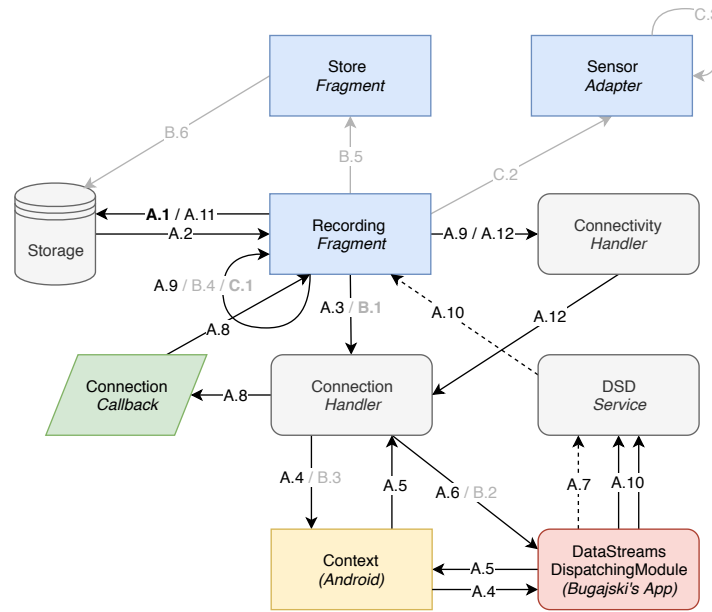 C.3
Store
Fragment
Sensor
Adapter
B.6
B.5
C.2
Storage
A.1 / A.11
A.2
Recording
Fragment
A.9 / A.12
Connectivity
Handler
A.9 / B.4 / C.1
A.3 / B.1
A.10
A.12
A.8
Connection
Callback
A.8
Connection
Handler
DSD
Service
A.4 / B.3
A.5
A.6 / B.2
A.7
A.10
Context
(Android)
A.5
A.4
DataStreams
DispatchingModule
(Bugajski's App)